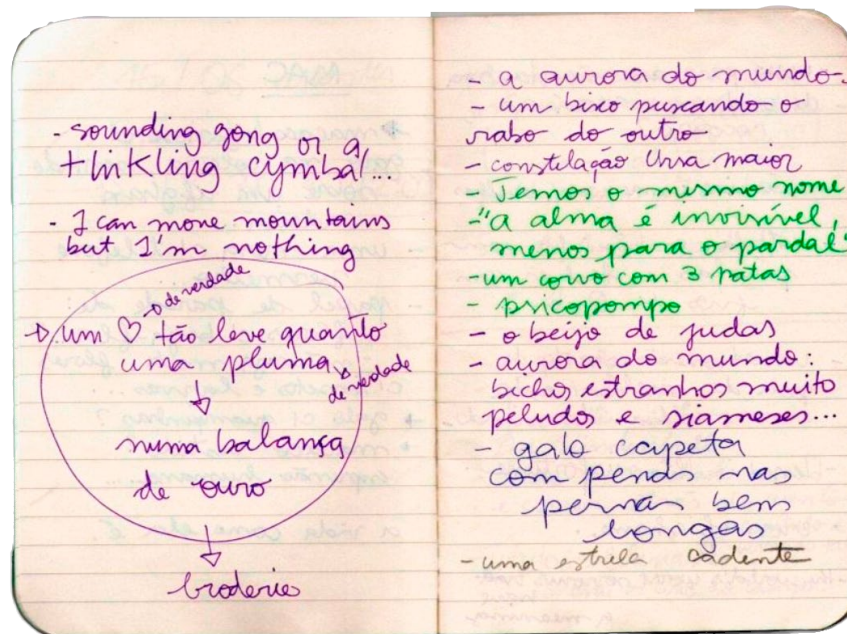 - sounding gong or a
thinkling cymbal...
- I can move mountains
but I'm nothing
→ um ♡ → o de verdade
tão leve quanto
uma pluma → de verdade
↓
numa balança
de ouro
↓
broderie
- a aurora do mundo.
- um bixo puxando o
rabo do outro
- constelação Ursa maior
- Temos o mesmo nome
- "a alma é invisível,
menos para o pardal"
- um corvo com 3 patas
- psicopompo
- o beijo de judas
- aurora do mundo:
bichos estranhos muito
peludos e siameses...
- galo capeta
com penas nas
pernas bem
longas
- uma estrela cadente